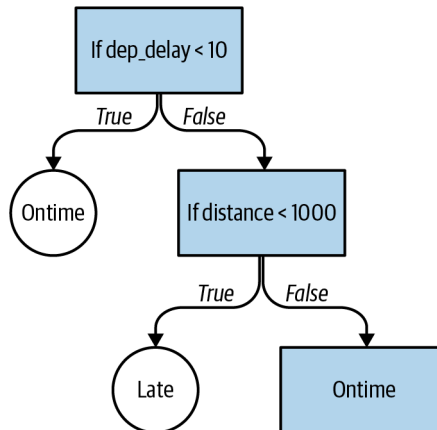 If dep_delay < 10
True
False
Ontime
If distance < 1000
True
False
Late
Ontime